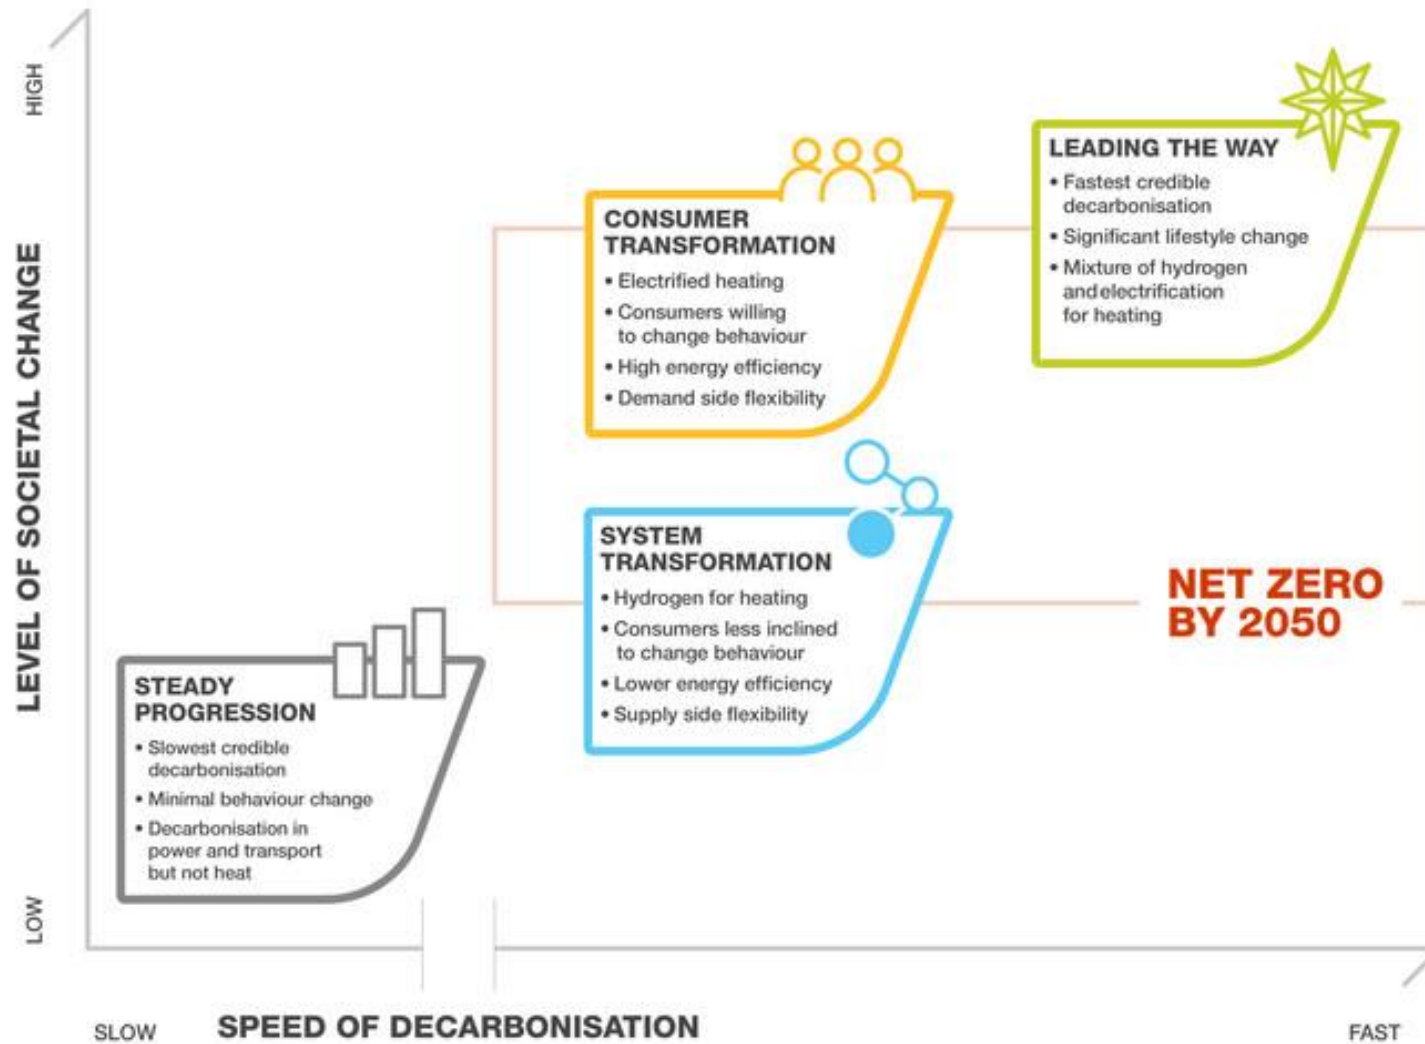 HIGH
LEVEL OF SOCIETAL CHANGE
LOW
LEADING THE WAY
• Fastest credible
decarbonisation
• Significant lifestyle change
• Mixture of hydrogen
and electrification
for heating
CONSUMER
TRANSFORMATION
• Electrified heating
• Consumers willing
to change behaviour
• High energy efficiency
• Demand side flexibility
SYSTEM
TRANSFORMATION
• Hydrogen for heating
• Consumers less inclined
to change behaviour
• Lower energy efficiency
• Supply side flexibility
NET ZERO
BY 2050
STEADY
PROGRESSION
• Slowest credible
decarbonisation
• Minimal behaviour change
• Decarbonisation in
power and transport
but not heat
SLOW
SPEED OF DECARBONISATION
FAST